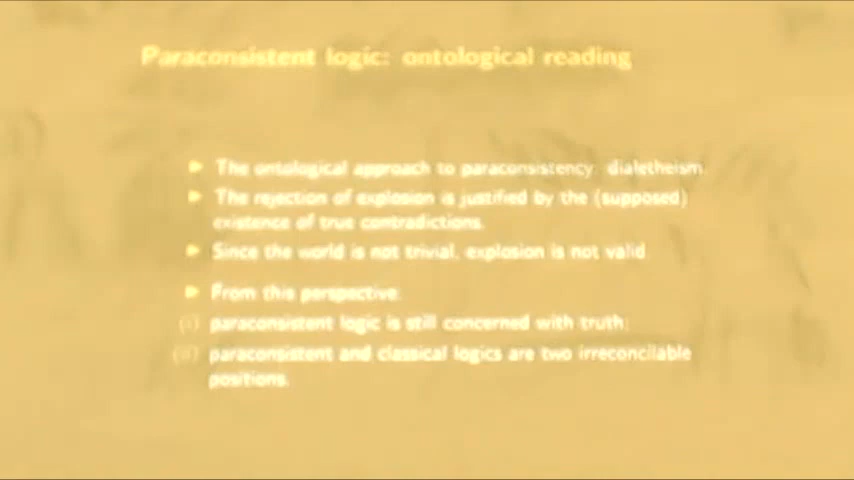 Paraconsistent logic: ontological reading
The ontological approach to paraconsistency: dialetheism.
The rejection of explosion is justified by the (supposed)
existence of true contradictions.
Since the world is not trivial, explosion is not valid.
From this perspective:
(i) paraconsistent logic is still concerned with truth;
(ii) paraconsistent and classical logics are two irreconcilable
positions.